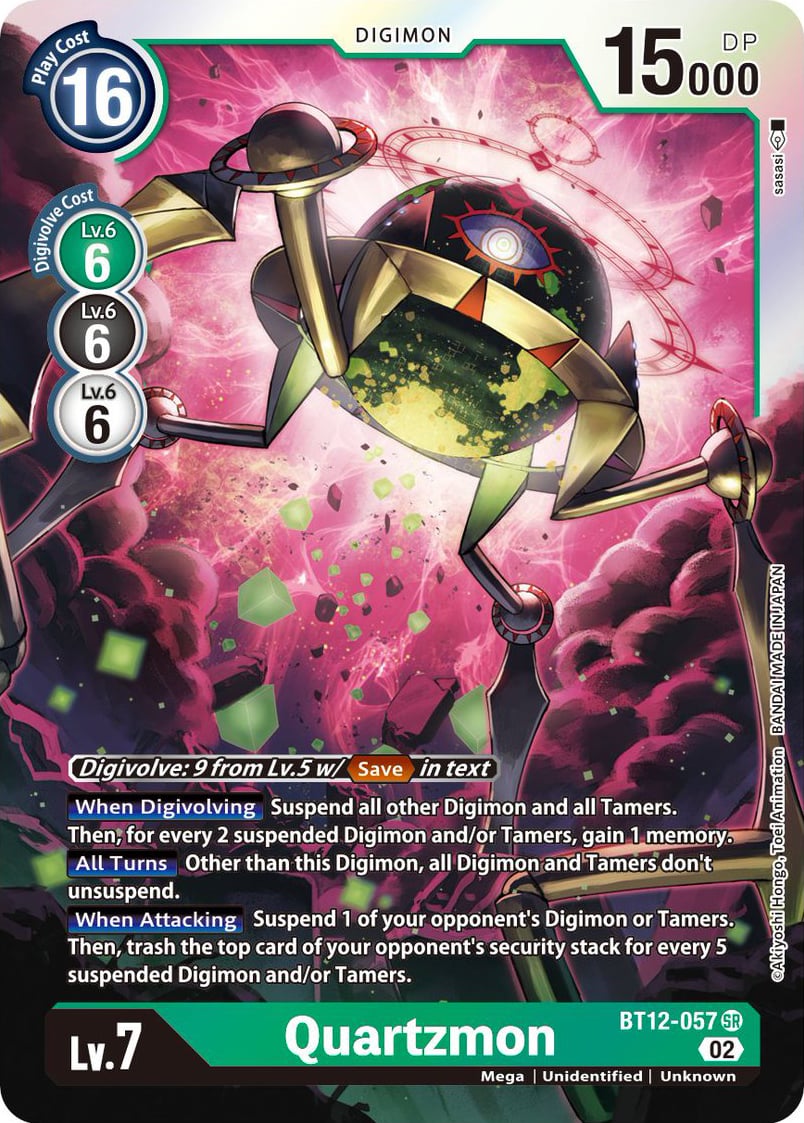 DIGIMON
Play Cost
16
DP
15000
sasasi
Digivolve Cost
Lv.6
6
Lv.6
6
Lv.6
6
Digivolve: 9 from Lv.5 w/ Save in text
When Digivolving Suspend all other Digimon and all Tamers.
Then, for every 2 suspended Digimon and/or Tamers, gain 1 memory.
All Turns Other than this Digimon, all Digimon and Tamers don't
unsuspend.
When Attacking Suspend 1 of your opponent's Digimon or Tamers.
Then, trash the top card of your opponent's security stack for every 5
suspended Digimon and/or Tamers.
©Akiyoshi Hongo, Toei Animation BANDAI MADE IN JAPAN
Lv.7
Quartzmon
BT12-057 SR
02
Mega | Unidentified | Unknown